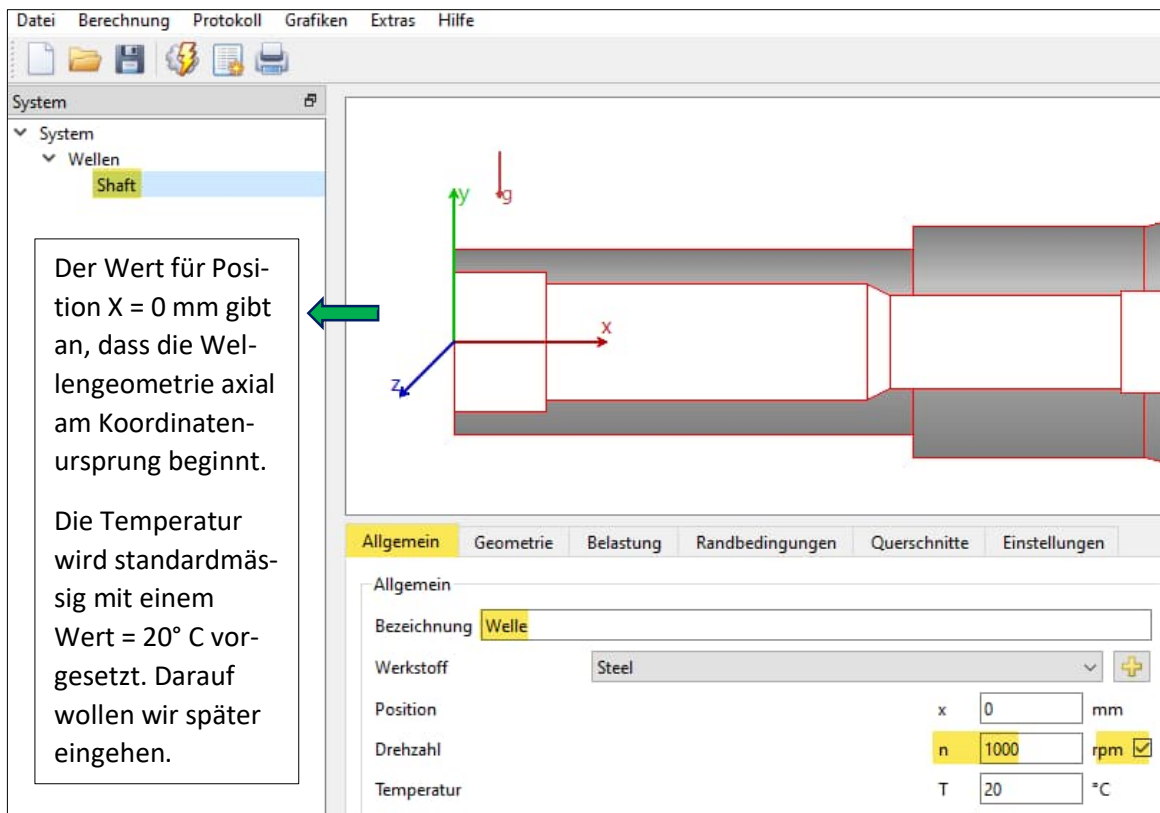 Datei Berechnung Protokoll Grafiken Extras Hilfe
System
System
Wellen
Shaft
Der Wert für Posi-
tion X = 0 mm gibt
an, dass die Wel-
lengeometrie axial
am Koordinaten-
ursprung beginnt.
Die Temperatur
wird standardmäs-
sig mit einem
Wert = 20° C vor-
gesetzt. Darauf
wollen wir später
eingehen.
y
g
x
z
Allgemein Geometrie Belastung Randbedingungen Querschnitte Einstellungen
Allgemein
Bezeichnung Welle
Werkstoff Steel
Position x 0 mm
Drehzahl n 1000 rpm
Temperatur T 20 °C